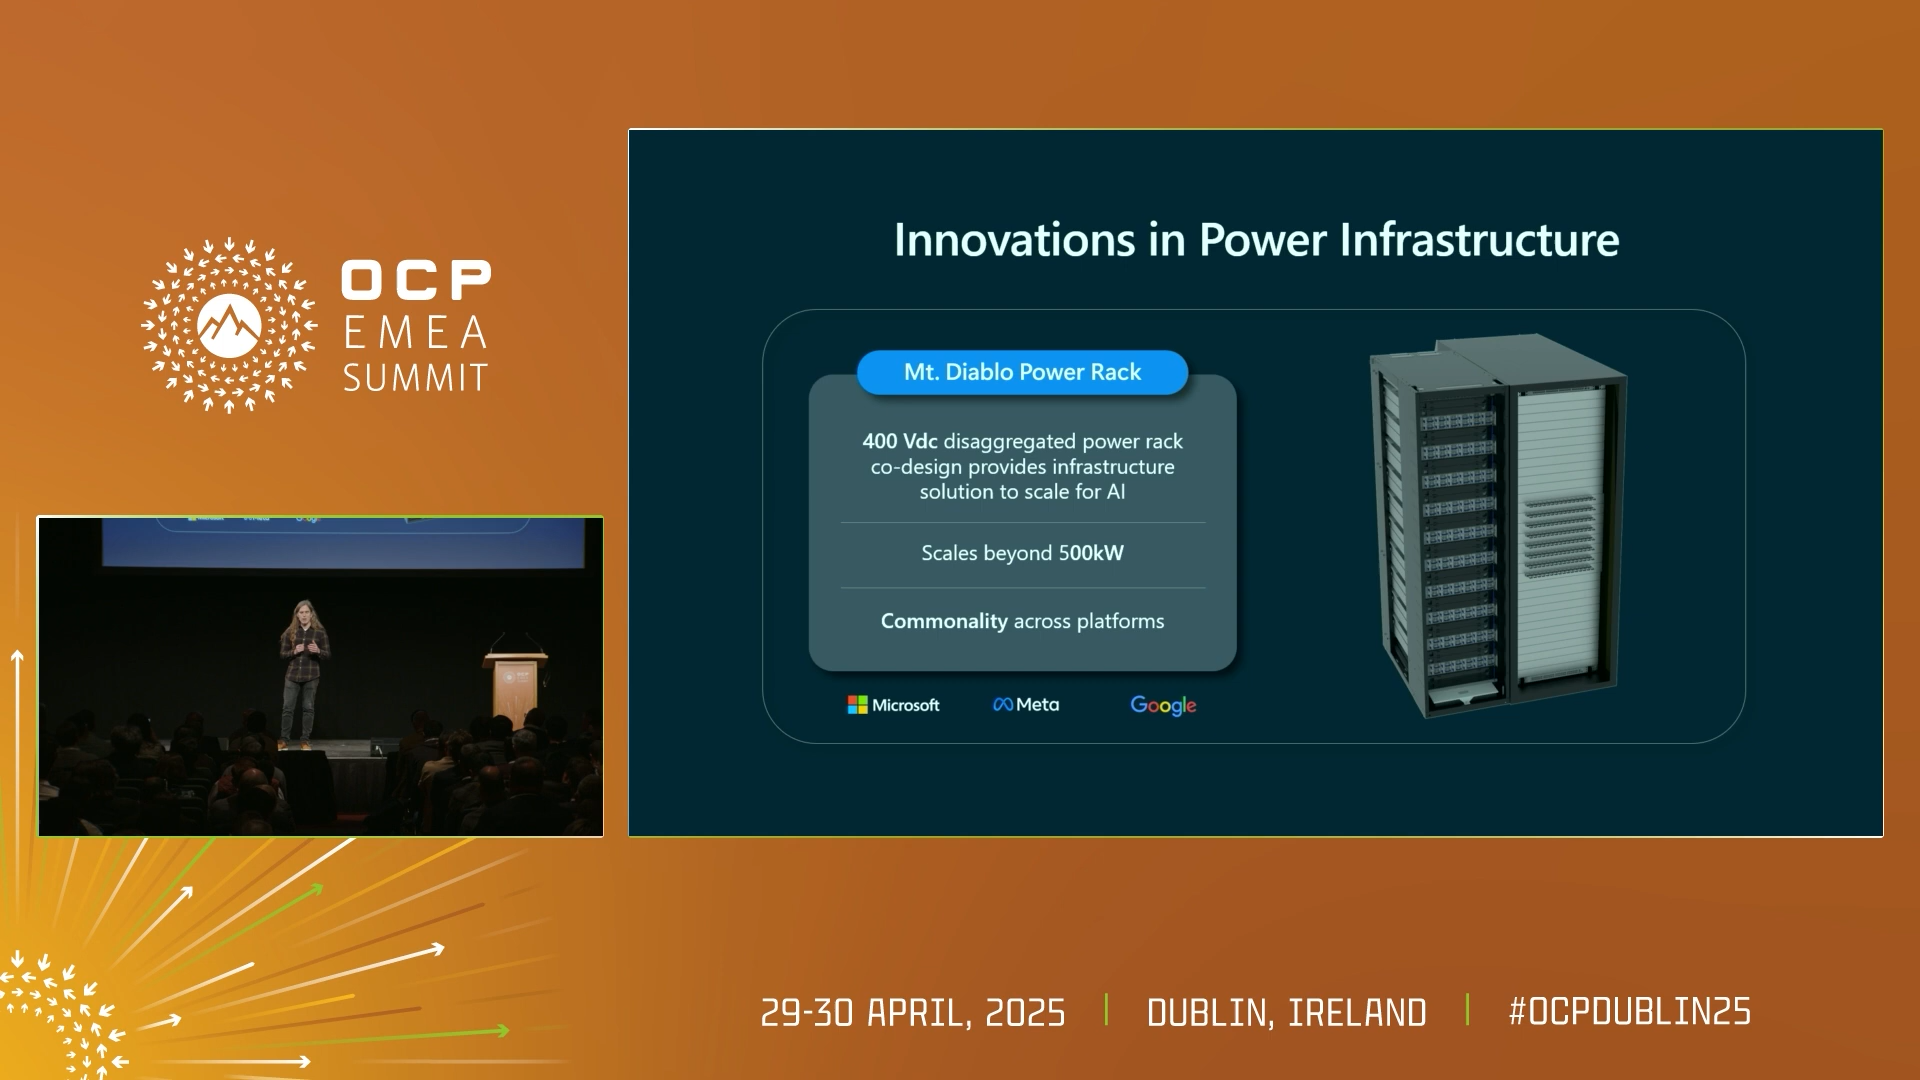 OCP
EMEA
SUMMIT
Innovations in Power Infrastructure
Mt. Diablo Power Rack
400 Vdc disaggregated power rack
co-design provides infrastructure
solution to scale for AI
Scales beyond 500kW
Commonality across platforms
Microsoft
Meta
Google
29-30 APRIL, 2025
DUBLIN, IRELAND
#OCPDUBLIN25